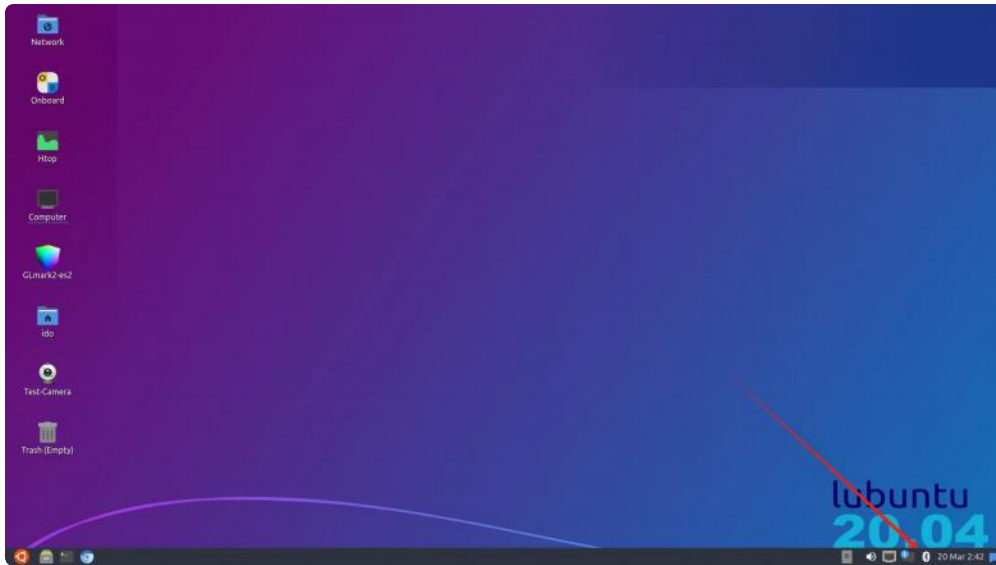 Network
Onboard
Htop
Computer
GLmark2-es2
ido
Test-Camera
Trash (Empty)
lubuntu
20.04
20 Mar 2:42